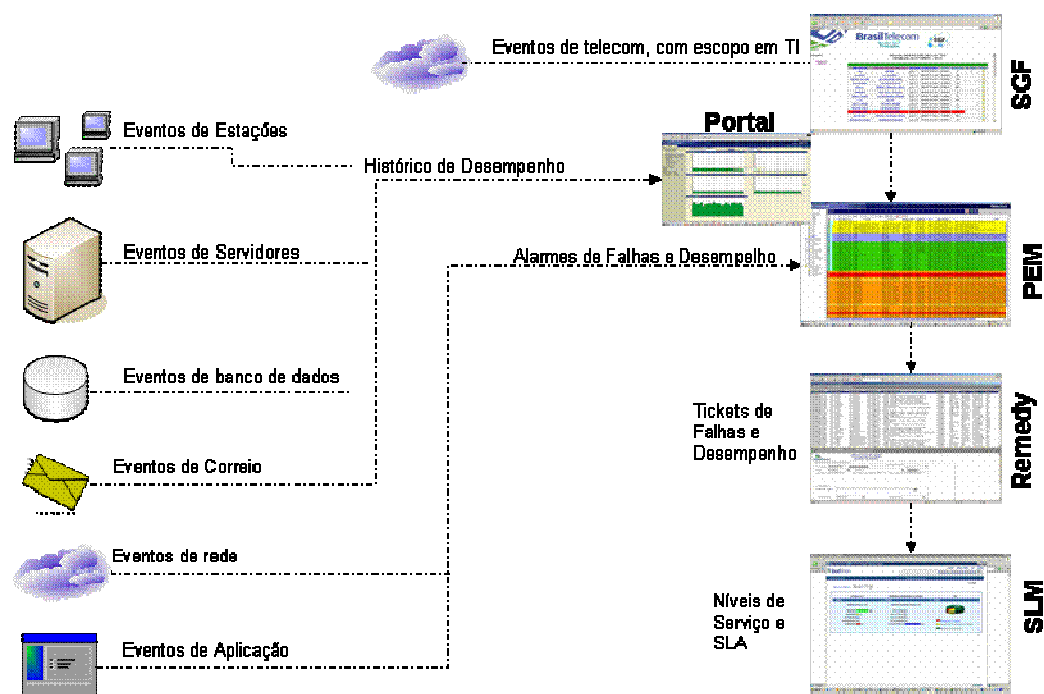 Eventos de telecom, com escopo em TI
BrasilTelecom
SGF
Eventos de Estações
Portal
Histórico de Desempenho
Eventos de Servidores
Alarmes de Falhas e Desempelho
PEM
Eventos de banco de dados
Tickets de
Falhas e
Desempenho
Remedy
Eventos de Correio
Eventos de rede
Níveis de
Serviço e
SLA
SLM
Eventos de Aplicação